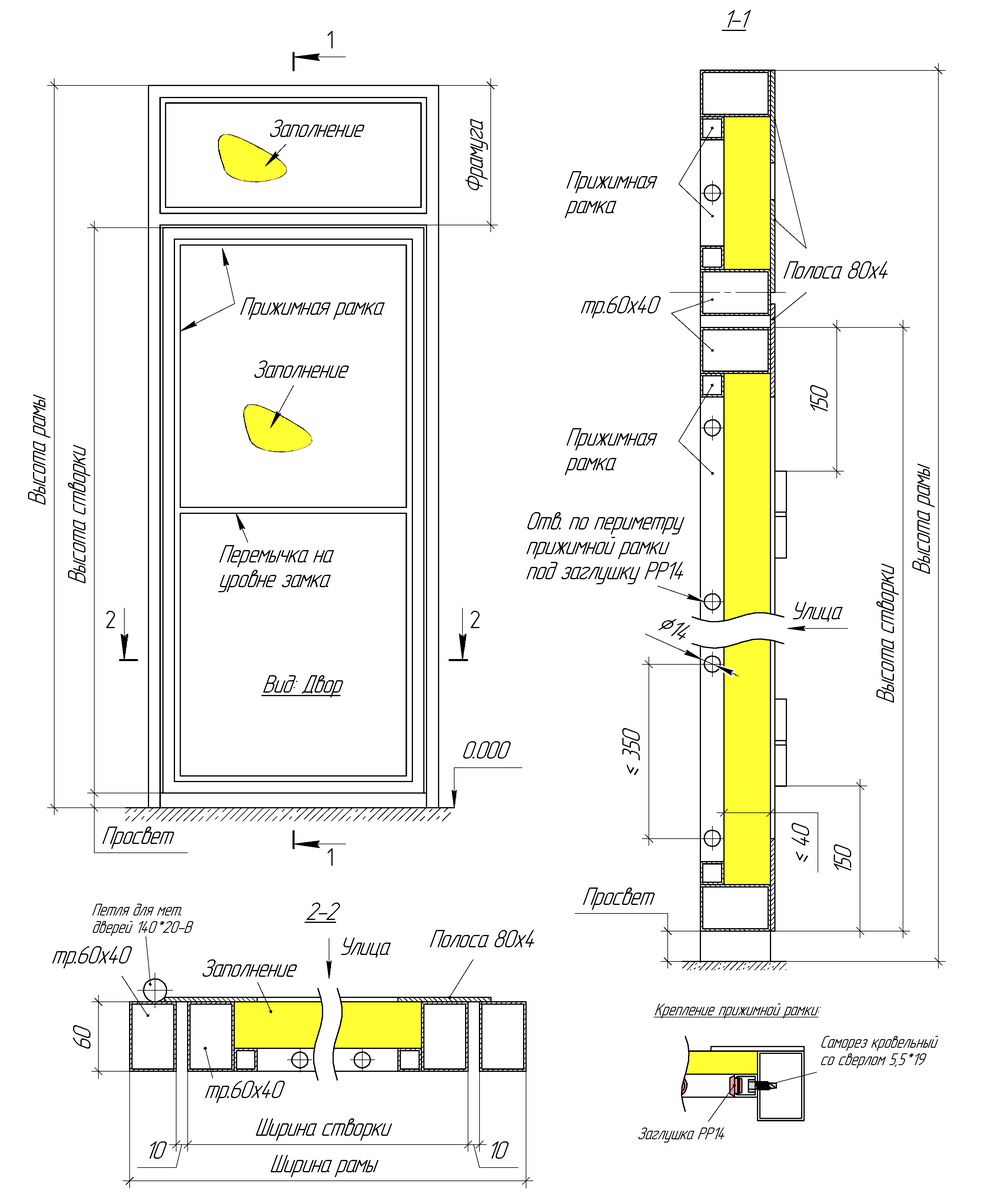 1
1-1
Заполнение
Фрамуга
Прижимная
рамка
Полоса 80х4
Прижимная рамка
тр.60х40
Заполнение
150
Прижимная
рамка
Высота рамы
Высота створки
Перемычка на
уровне замка
Отв. по периметру
прижимной рамки
под заглушку РР14
Высота рамы
Высота створки
2
2
Улица
⌀14
Вид: Двор
0.000
≤ 350
≤ 40
150
Просвет
1
Просвет
Петля для мет.
дверей 140*20-В
2-2
Улица
Полоса 80х4
тр.60х40
Заполнение
60
тр.60х40
Ширина створки
10
10
Ширина рамы
Крепление прижимной рамки:
Саморез кровельный
со сверлом 5,5*19
Заглушка РР14